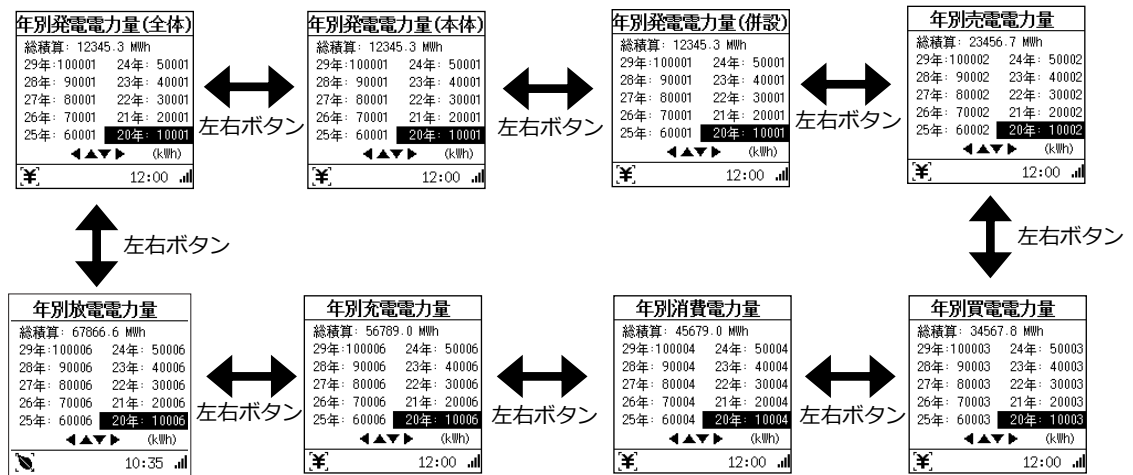 年別発電電力量(全体)
総積算: 12345.3 MWh
29年:100001 24年: 50001
28年: 90001 23年: 40001
27年: 80001 22年: 30001
26年: 70001 21年: 20001
25年: 60001 20年: 10001
◀▲▼▶ (kWh)
¥ 12:00
左右ボタン
年別発電電力量(本体)
総積算: 12345.3 MWh
29年:100001 24年: 50001
28年: 90001 23年: 40001
27年: 80001 22年: 30001
26年: 70001 21年: 20001
25年: 60001 20年: 10001
◀▲▼▶ (kWh)
¥ 12:00
左右ボタン
年別発電電力量(併設)
総積算: 12345.3 MWh
29年:100001 24年: 50001
28年: 90001 23年: 40001
27年: 80001 22年: 30001
26年: 70001 21年: 20001
25年: 60001 20年: 10001
◀▲▼▶ (kWh)
¥ 12:00
左右ボタン
年別売電電力量
総積算: 23456.7 MWh
29年:100002 24年: 50002
28年: 90002 23年: 40002
27年: 80002 22年: 30002
26年: 70002 21年: 20002
25年: 60002 20年: 10002
◀▲▼▶ (kWh)
¥ 12:00
左右ボタン
左右ボタン
年別放電電力量
総積算: 67866.6 MWh
29年:100006 24年: 50006
28年: 90006 23年: 40006
27年: 80006 22年: 30006
26年: 70006 21年: 20006
25年: 60006 20年: 10006
◀▲▼▶ (kWh)
10:35
左右ボタン
年別充電電力量
総積算: 56789.0 MWh
29年:100006 24年: 50006
28年: 90006 23年: 40006
27年: 80006 22年: 30006
26年: 70006 21年: 20006
25年: 60006 20年: 10006
◀▲▼▶ (kWh)
¥ 12:00
左右ボタン
年別消費電力量
総積算: 45679.0 MWh
29年:100004 24年: 50004
28年: 90004 23年: 40004
27年: 80004 22年: 30004
26年: 70004 21年: 20004
25年: 60004 20年: 10004
◀▲▼▶ (kWh)
¥ 12:00
左右ボタン
年別買電電力量
総積算: 34567.8 MWh
29年:100003 24年: 50003
28年: 90003 23年: 40003
27年: 80003 22年: 30003
26年: 70003 21年: 20003
25年: 60003 20年: 10003
◀▲▼▶ (kWh)
¥ 12:00